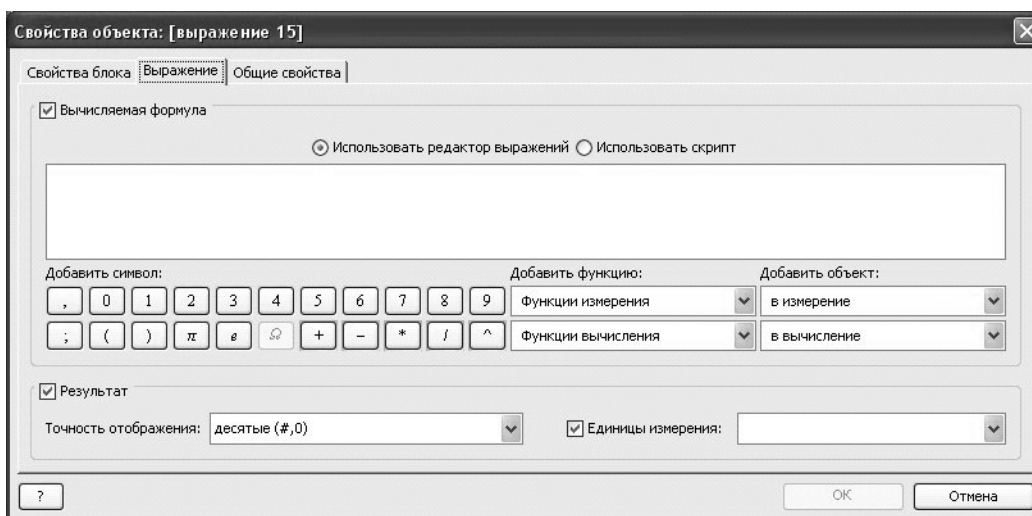 Свойства объекта: [выражение 15]
Свойства блока Выражение Общие свойства
Вычисляемая формула
Использовать редактор выражений Использовать скрипт
Добавить символ: Добавить функцию: Добавить объект:
, 0 1 2 3 4 5 6 7 8 9 Функции измерения в измерение
; ( ) π e Ω + − * / ^ Функции вычисления в вычисление
Результат
Точность отображения: десятые (#,0) Единицы измерения:
? ОК Отмена